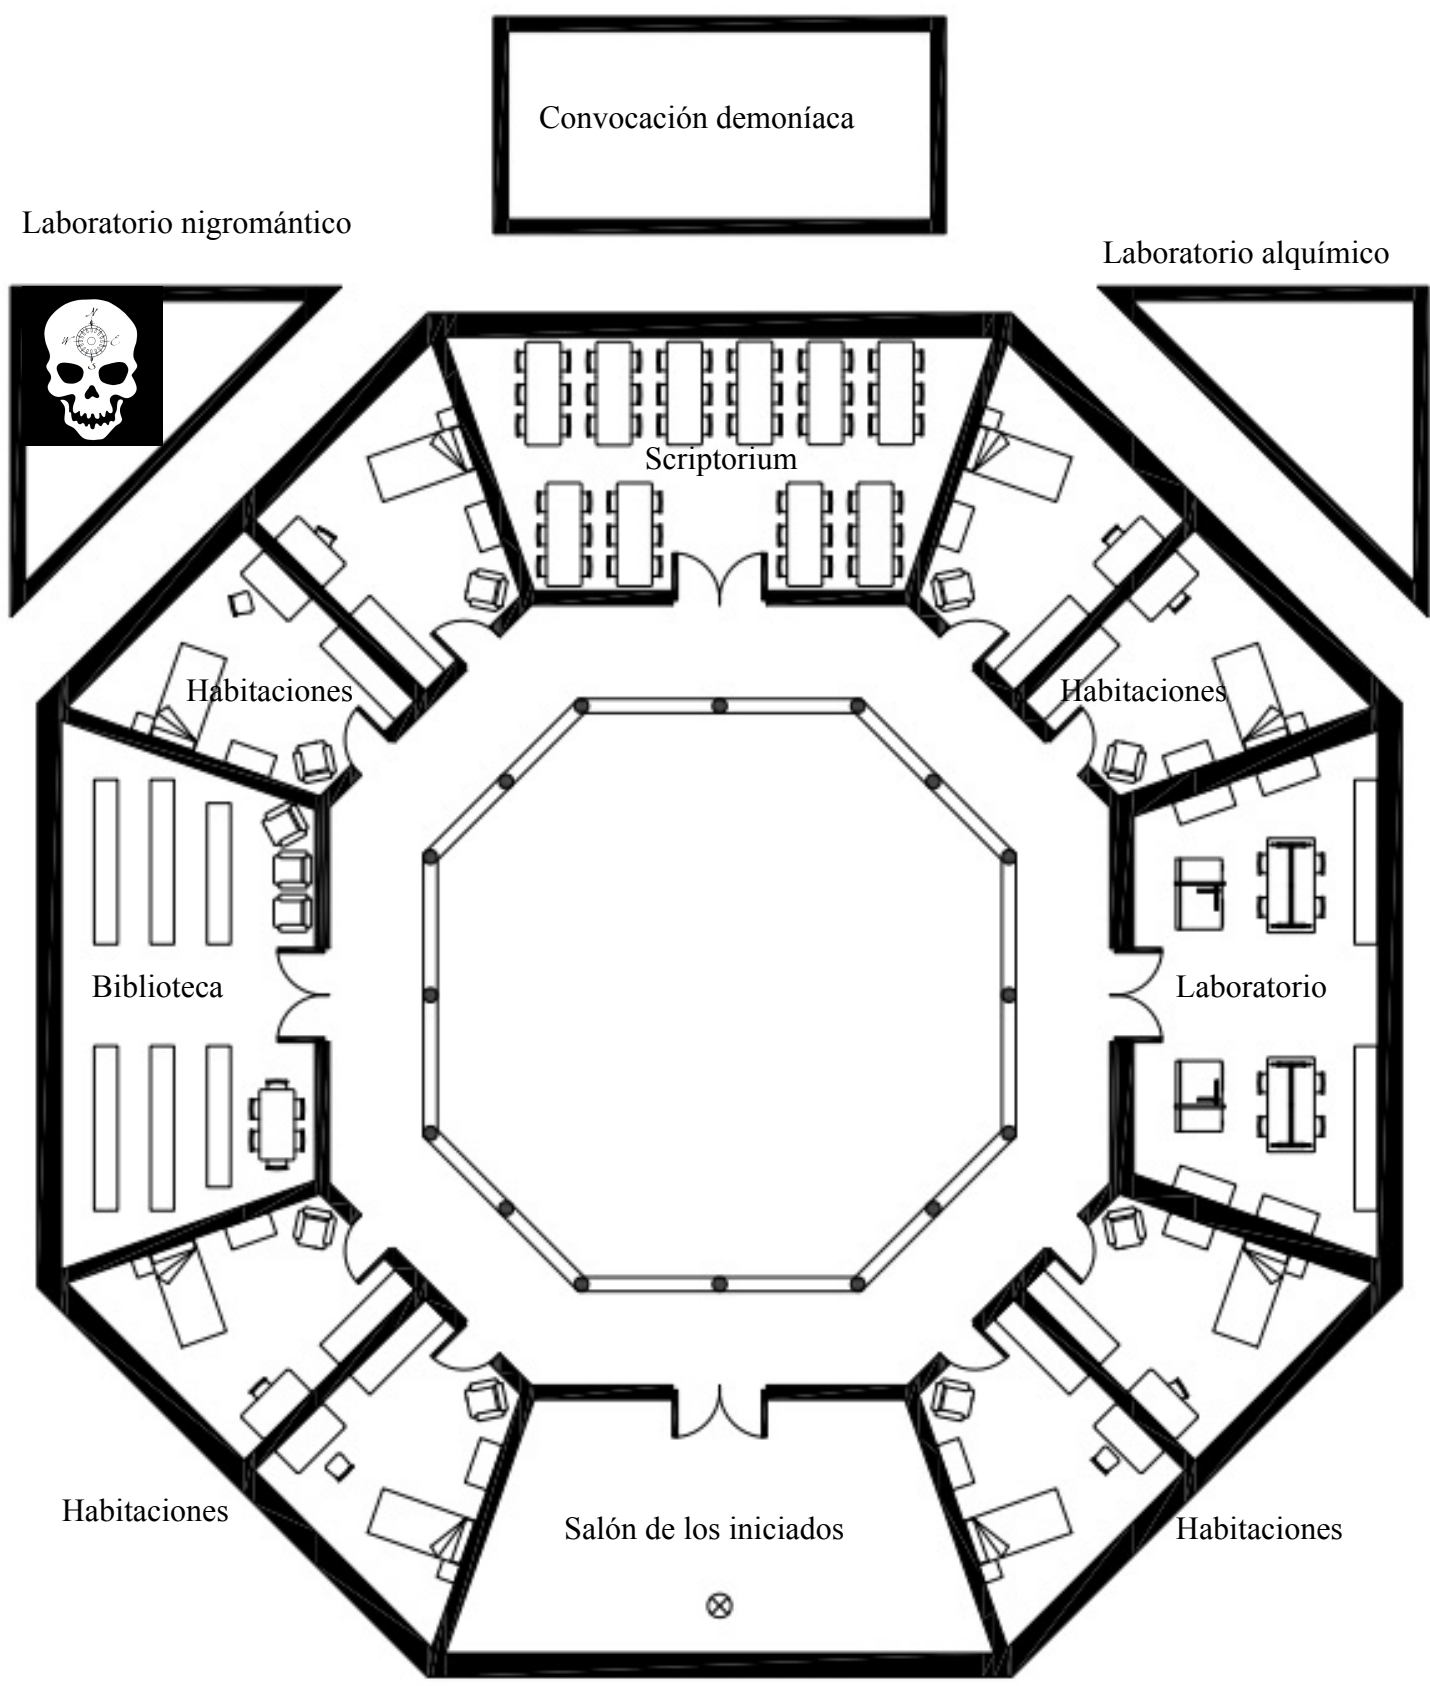 Convocación demoníaca
Laboratorio nigromántico
Laboratorio alquímico
N
W E
S
Scriptorium
Habitaciones
Habitaciones
Biblioteca
Laboratorio
Habitaciones
Salón de los iniciados
Habitaciones